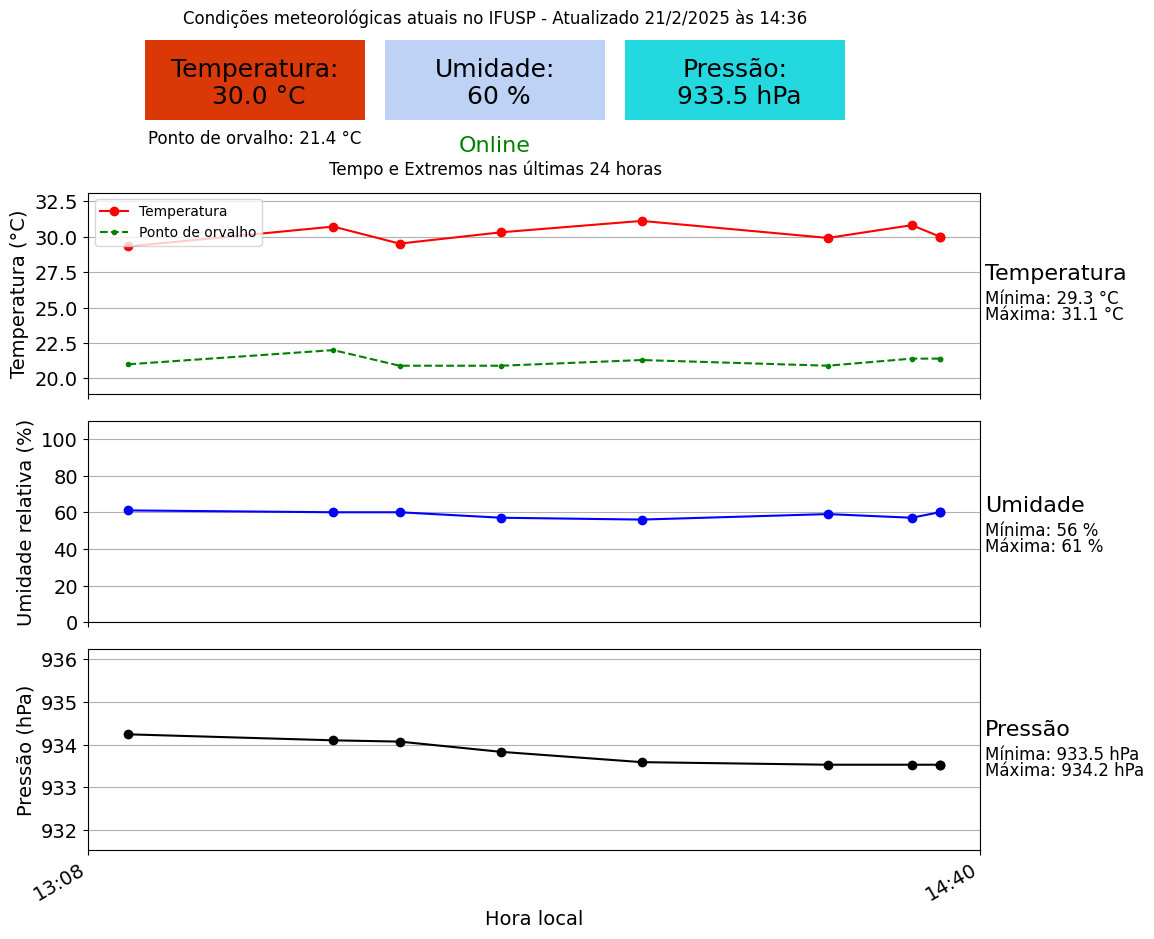 Condições meteorológicas atuais no IFUSP - Atualizado 21/2/2025 às 14:36
Temperatura:
30.0 °C
Umidade:
60 %
Pressão:
933.5 hPa
Ponto de orvalho: 21.4 °C
Online
Tempo e Extremos nas últimas 24 horas
Temperatura (°C)
32.5
30.0
27.5
25.0
22.5
20.0
Temperatura
Ponto de orvalho
Temperatura
Mínima: 29.3 °C
Máxima: 31.1 °C
Umidade relativa (%)
100
80
60
40
20
0
Umidade
Mínima: 56 %
Máxima: 61 %
Pressão (hPa)
936
935
934
933
932
Pressão
Mínima: 933.5 hPa
Máxima: 934.2 hPa
13:08
14:40
Hora local